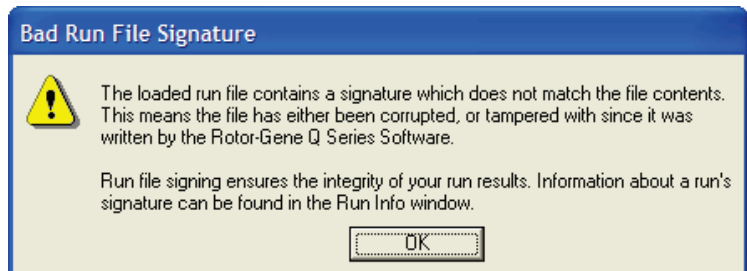 Bad Run File Signature
The loaded run file contains a signature which does not match the file contents.
This means the file has either been corrupted, or tampered with since it was
written by the Rotor-Gene Q Series Software.
Run file signing ensures the integrity of your run results. Information about a run's
signature can be found in the Run Info window.
OK